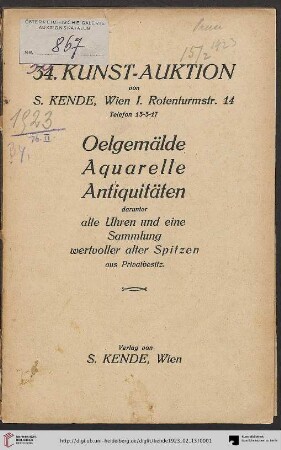 867
1923
34. KUNST-AUKTION
von
S. KENDE, Wien I. Rotenturmstr. 14
Telefon 15-3-17
Oelgemälde
Aquarelle
Antiquitäten
darunter
alte Uhren und eine
Sammlung
wertvoller alter Spitzen
aus Privatbesitz.
Verlag von
S. KENDE, Wien